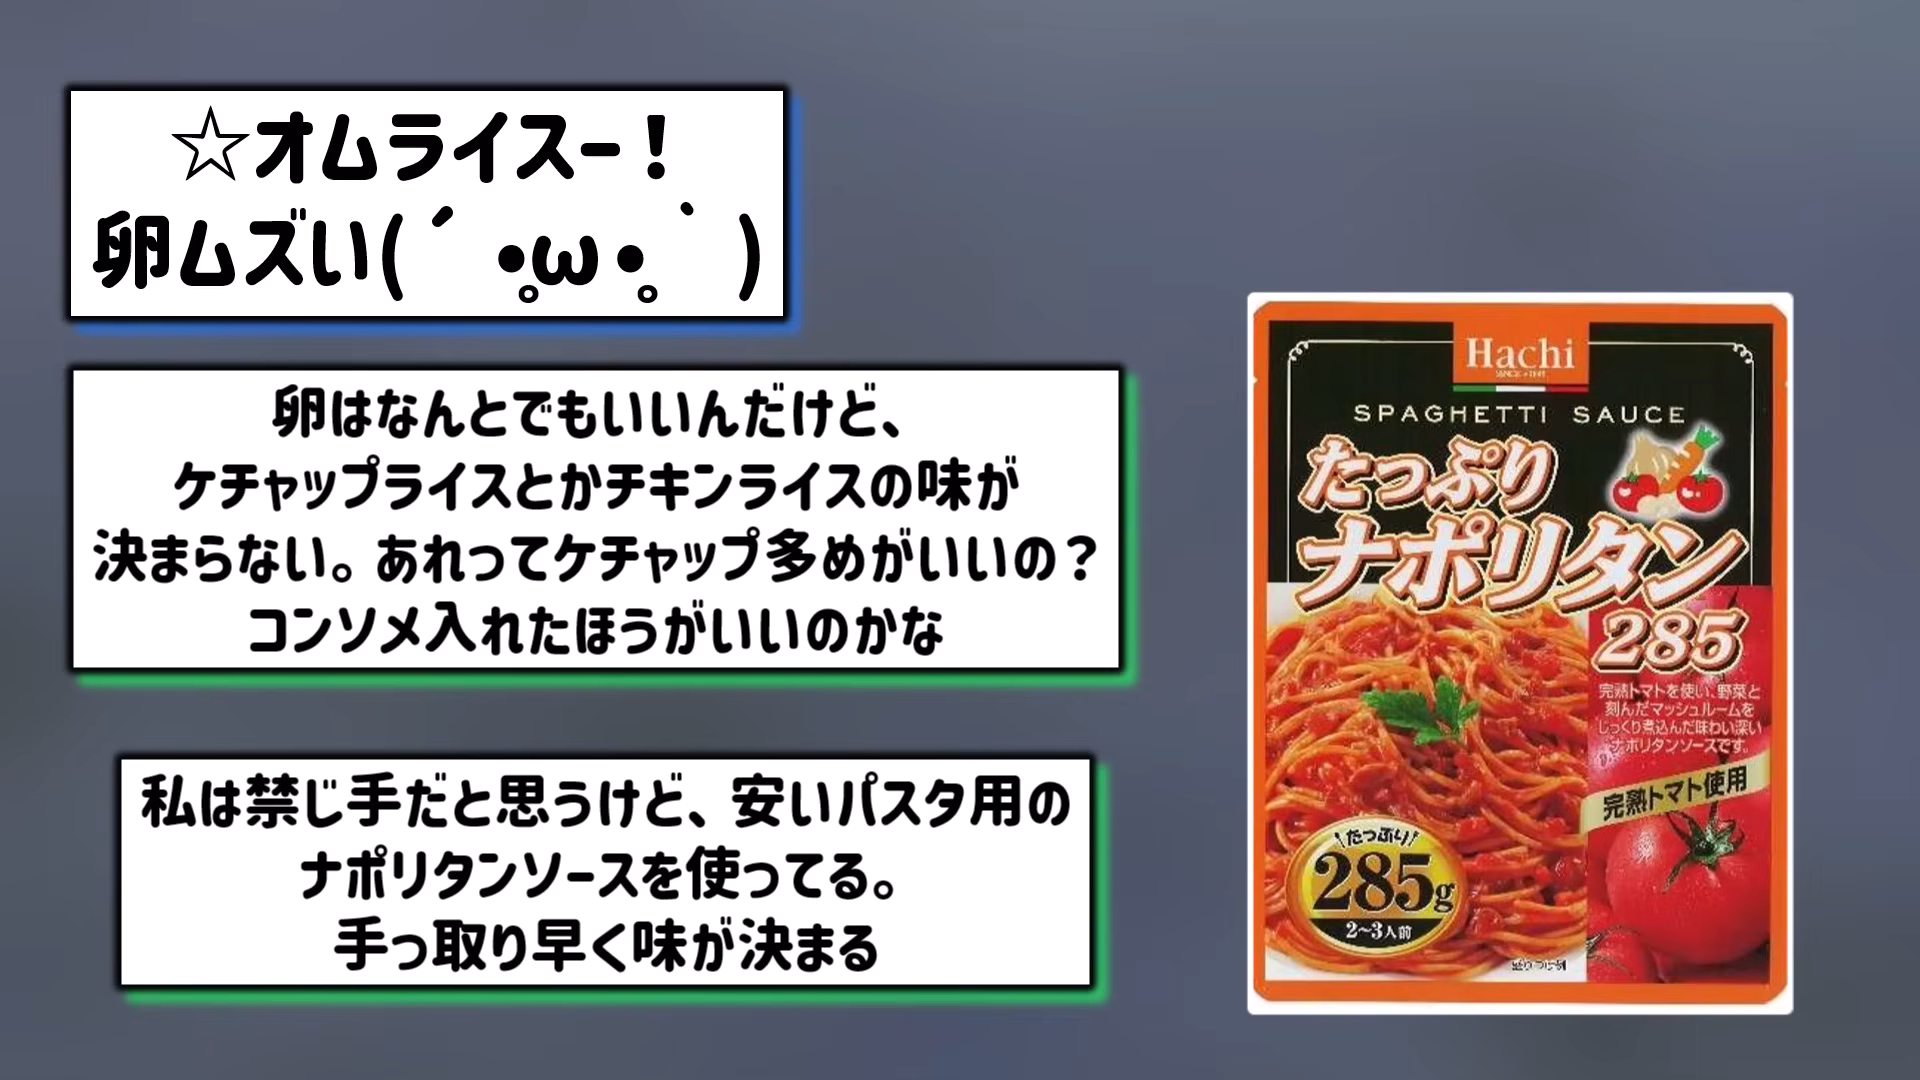 ☆オムライスー！
卵ムズい( ´ •̥ω•̥ ` )
卵はなんとでもいいんだけど、
ケチャップライスとかチキンライスの味が
決まらない。あれってケチャップ多めがいいの？
コンソメ入れたほうがいいのかな
私は禁じ手だと思うけど、安いパスタ用の
ナポリタンソースを使ってる。
手っ取り早く味が決まる
Hachi
SPAGHETTI SAUCE
たっぷり
ナポリタン
285
完熟トマトを使い、野菜と
刻んだマッシュルームを
じっくり煮込んだ味わい深い
ナポリタンソースです。
完熟トマト使用
たっぷり
285g
2~3人前